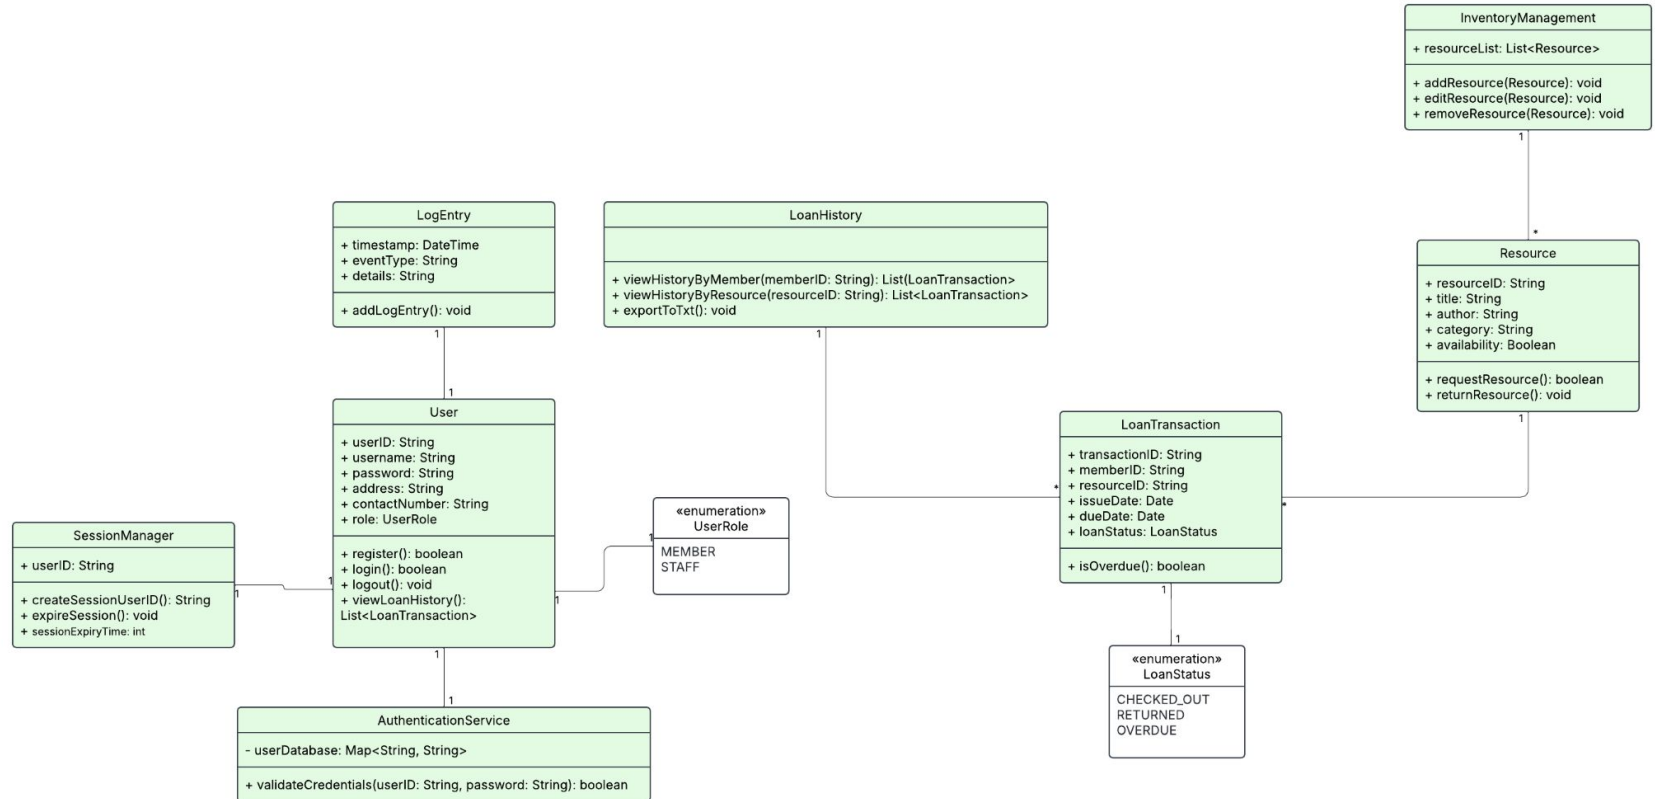 InventoryManagement
+ resourceList: List<Resource>
+ addResource(Resource): void
+ editResource(Resource): void
+ removeResource(Resource): void
1
*
LogEntry
+ timestamp: DateTime
+ eventType: String
+ details: String
+ addLogEntry(): void
1
1
LoanHistory
+ viewHistoryByMember(memberID: String): List(LoanTransaction>
+ viewHistoryByResource(resourceID: String): List<LoanTransaction>
+ exportToTxt(): void
1
*
Resource
+ resourceID: String
+ title: String
+ author: String
+ category: String
+ availability: Boolean
+ requestResource(): boolean
+ returnResource(): void
1
*
User
+ userID: String
+ username: String
+ password: String
+ address: String
+ contactNumber: String
+ role: UserRole
+ register(): boolean
+ login(): boolean
+ logout(): void
+ viewLoanHistory():
List<LoanTransaction>
1
1
«enumeration»
UserRole
MEMBER
STAFF
LoanTransaction
+ transactionID: String
+ memberID: String
+ resourceID: String
+ issueDate: Date
+ dueDate: Date
+ loanStatus: LoanStatus
+ isOverdue(): boolean
1
1
«enumeration»
LoanStatus
CHECKED_OUT
RETURNED
OVERDUE
SessionManager
+ userID: String
+ createSessionUserID(): String
+ expireSession(): void
+ sessionExpiryTime: int
1
1
1
1
AuthenticationService
- userDatabase: Map<String, String>
+ validateCredentials(userID: String, password: String): boolean